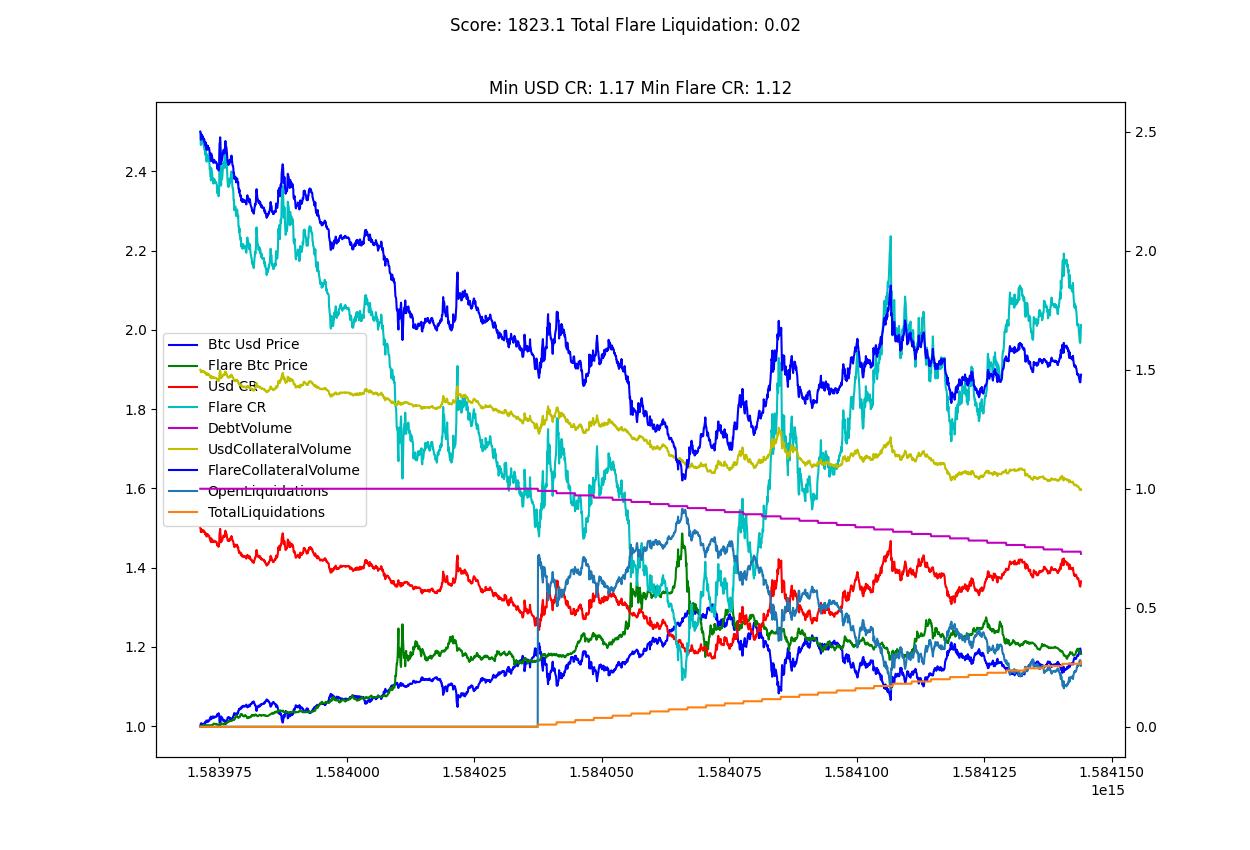 Score: 1823.1 Total Flare Liquidation: 0.02
Min USD CR: 1.17 Min Flare CR: 1.12
2.4
2.2
2.0
1.8
1.6
1.4
1.2
1.0
2.5
2.0
1.5
1.0
0.5
0.0
Btc Usd Price
Flare Btc Price
Usd CR
Flare CR
DebtVolume
UsdCollateralVolume
FlareCollateralVolume
OpenLiquidations
TotalLiquidations
1.583975 1.584000 1.584025 1.584050 1.584075 1.584100 1.584125 1.584150
1e15